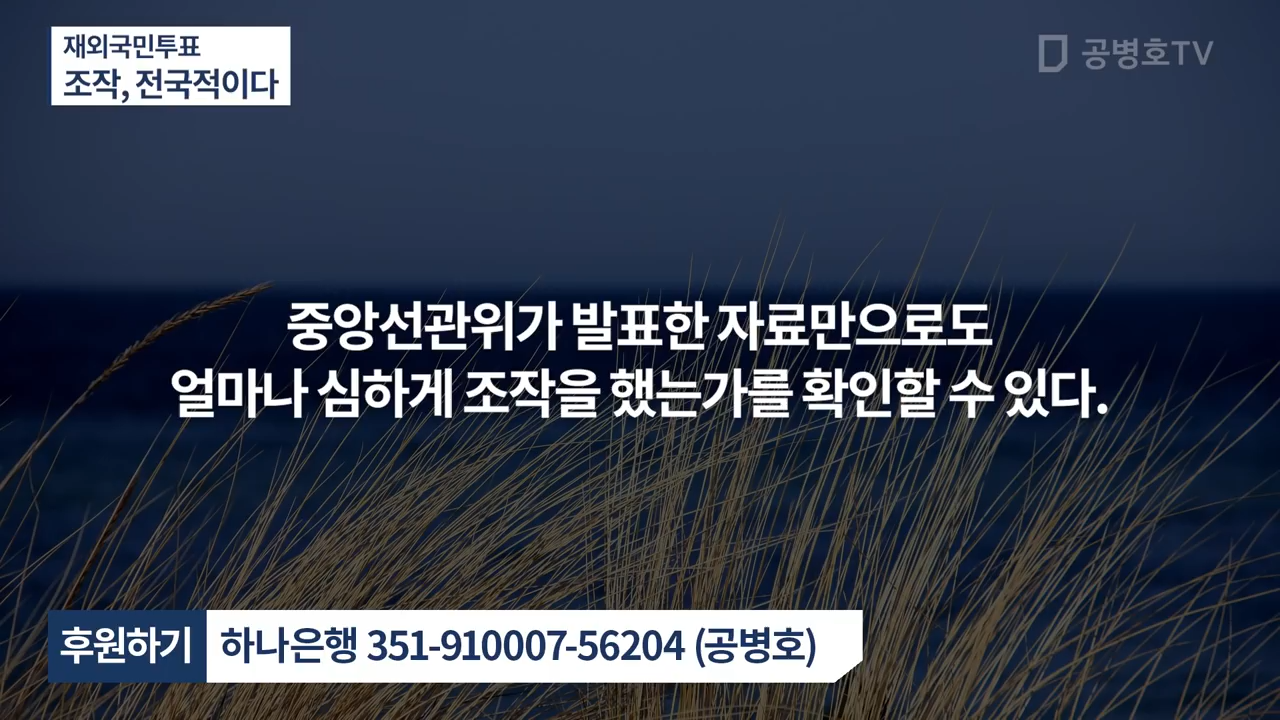 재외국민투표
조작, 전국적이다
공병호TV
중앙선관위가 발표한 자료만으로도
얼마나 심하게 조작을 했는가를 확인할 수 있다.
후원하기 하나은행 351-910007-56204 (공병호)